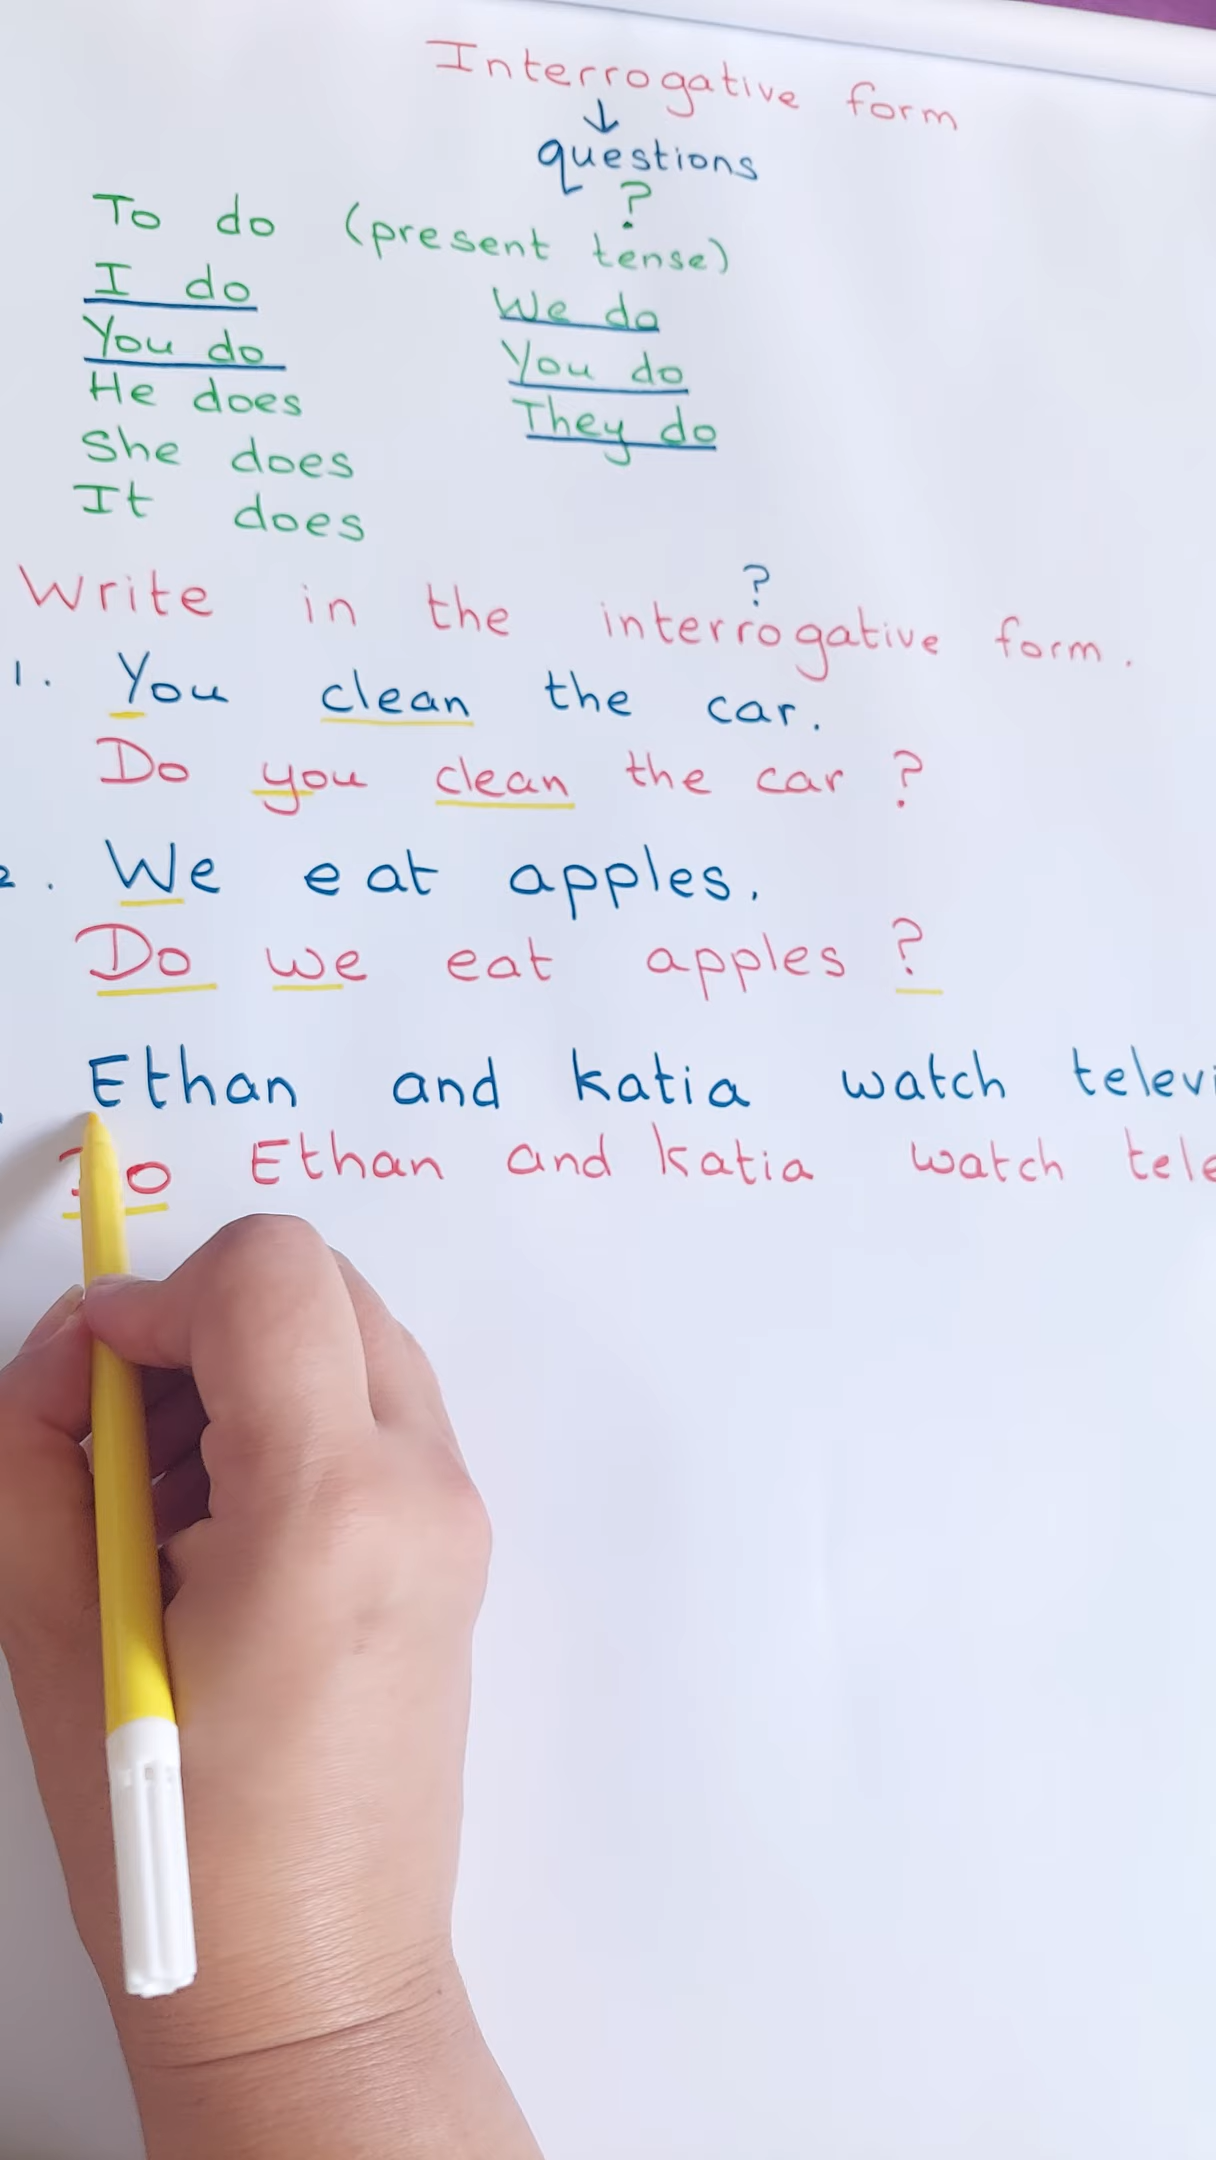 Interrogative form
↓
questions
?
To do (present tense)
I do
You do
He does
She does
It does
We do
You do
They do
?
Write in the interrogative form.
1. You clean the car.
Do you clean the car ?
2. We eat apples.
Do we eat apples ?
Ethan and katia watch
Do Ethan and katia watch